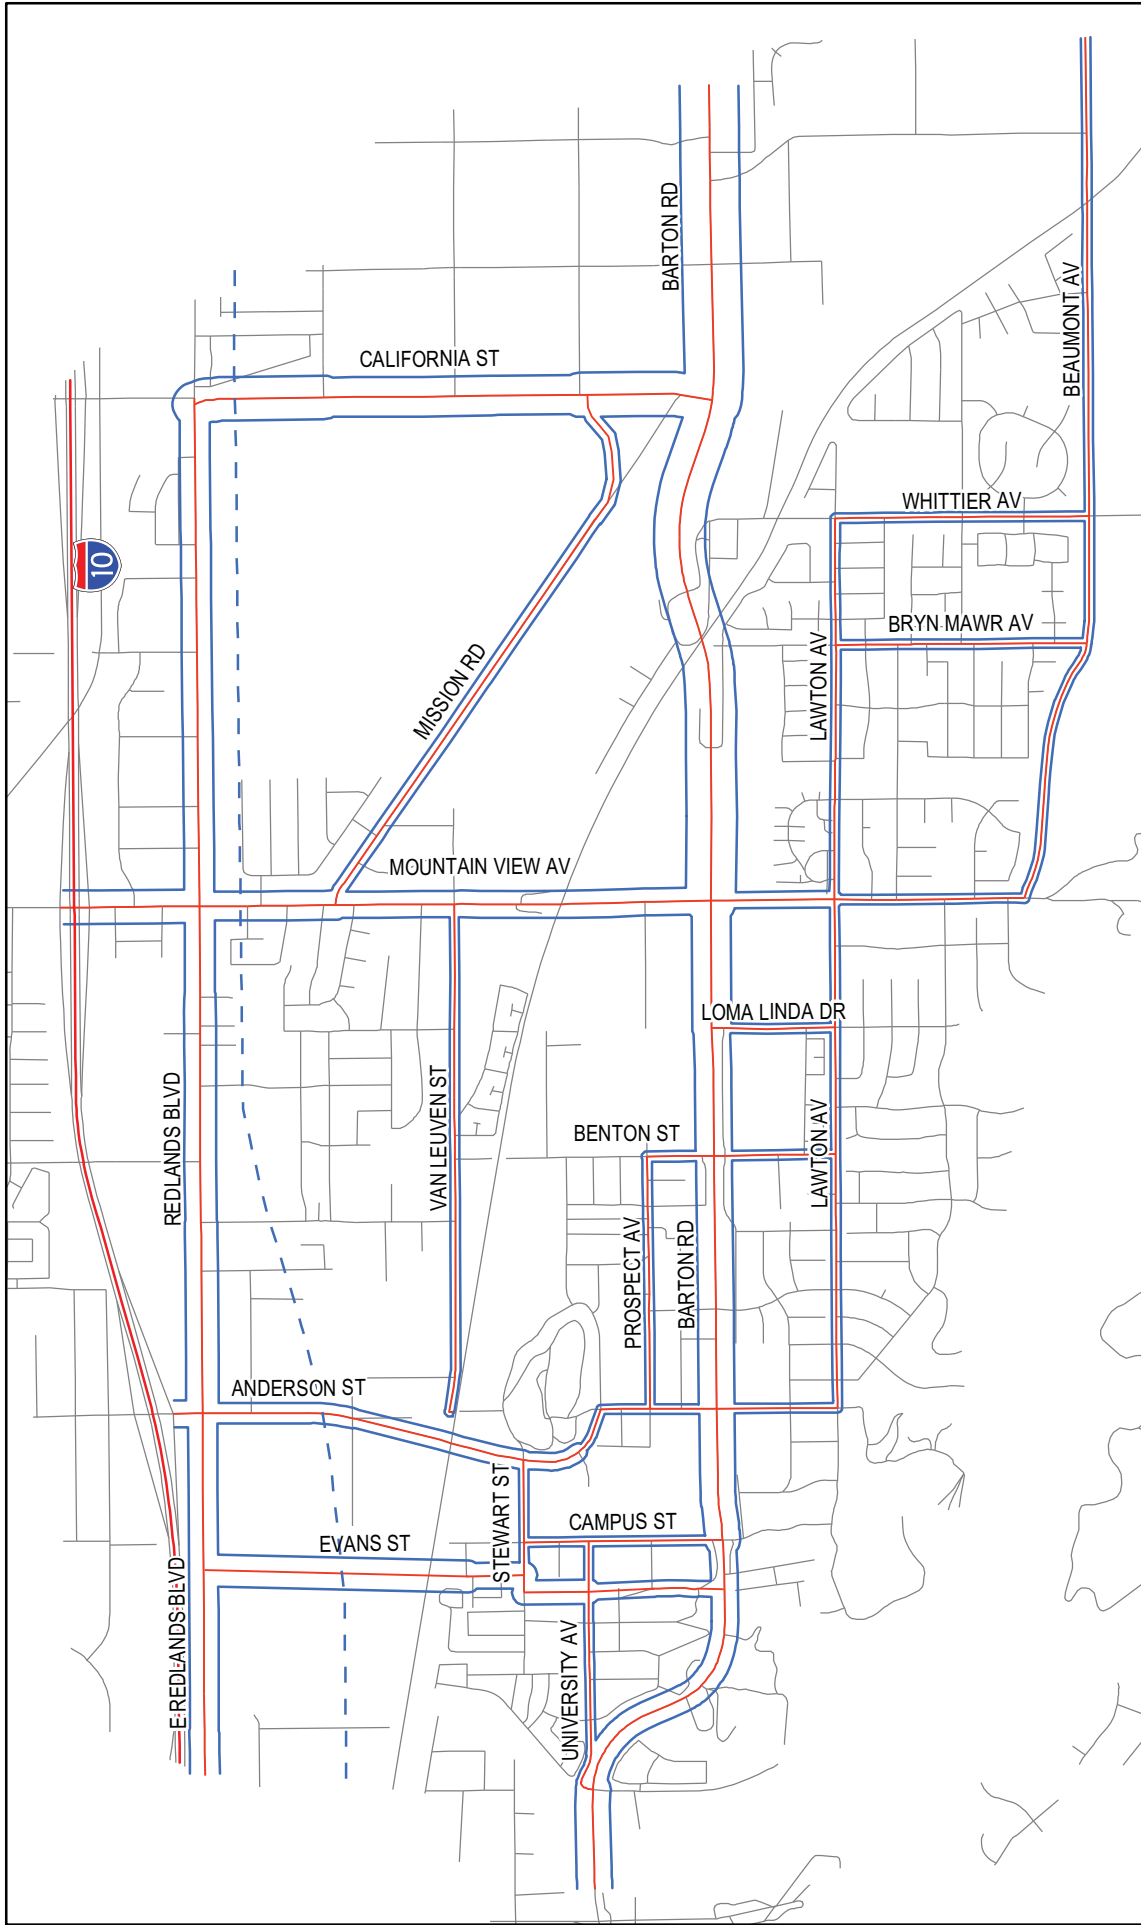 BARTON RD
BEAUMONT AV
CALIFORNIA ST
WHITTIER AV
10
BRYN MAWR AV
LAWTON AV
MISSION RD
MOUNTAIN VIEW AV
LOMA LINDA DR
REDLANDS BLVD
VAN LEUVEN ST
BENTON ST
LAWTON AV
PROSPECT AV
BARTON RD
ANDERSON ST
STEWART ST
CAMPUS ST
EVANS ST
E REDLANDS BLVD
UNIVERSITY AV